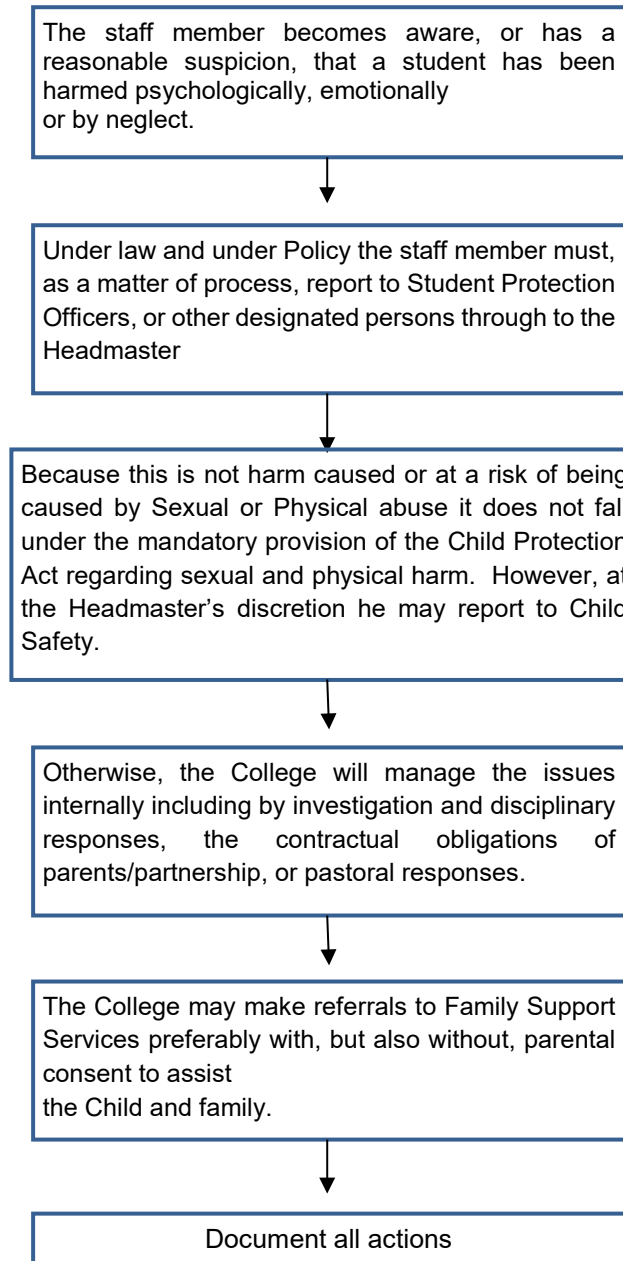 The staff member becomes aware, or has a
reasonable suspicion, that a student has been
harmed psychologically, emotionally
or by neglect.
Under law and under Policy the staff member must,
as a matter of process, report to Student Protection
Officers, or other designated persons through to the
Headmaster
Because this is not harm caused or at a risk of being
caused by Sexual or Physical abuse it does not fall
under the mandatory provision of the Child Protection
Act regarding sexual and physical harm. However, at
the Headmaster’s discretion he may report to Child
Safety.
Otherwise, the College will manage the issues
internally including by investigation and disciplinary
responses, the contractual obligations of
parents/partnership, or pastoral responses.
The College may make referrals to Family Support
Services preferably with, but also without, parental
consent to assist
the Child and family.
Document all actions